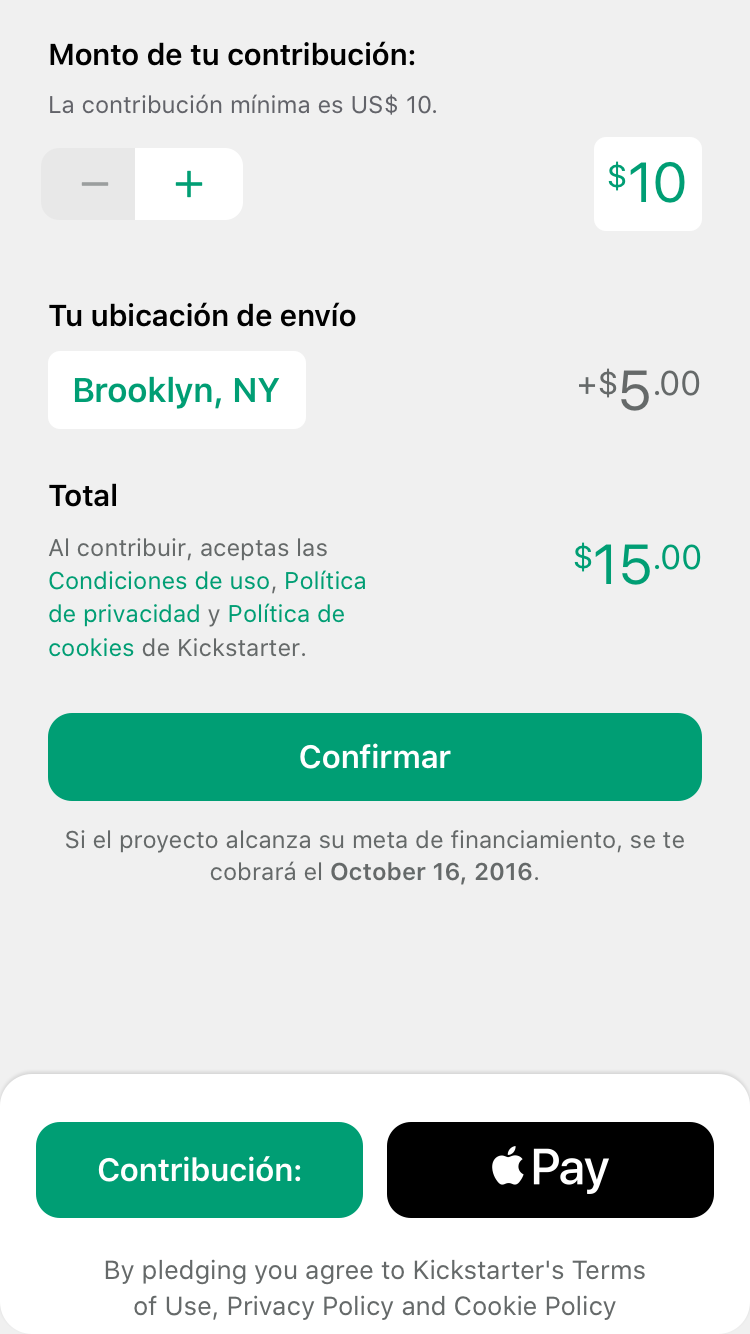 Monto de tu contribución:
La contribución mínima es US$ 10.
− +
$10
Tu ubicación de envío
Brooklyn, NY
+$5.00
Total
Al contribuir, aceptas las
Condiciones de uso, Política
de privacidad y Política de
cookies de Kickstarter.
$15.00
Confirmar
Si el proyecto alcanza su meta de financiamiento, se te
cobrará el October 16, 2016.
Contribución:
Pay
By pledging you agree to Kickstarter's Terms
of Use, Privacy Policy and Cookie Policy